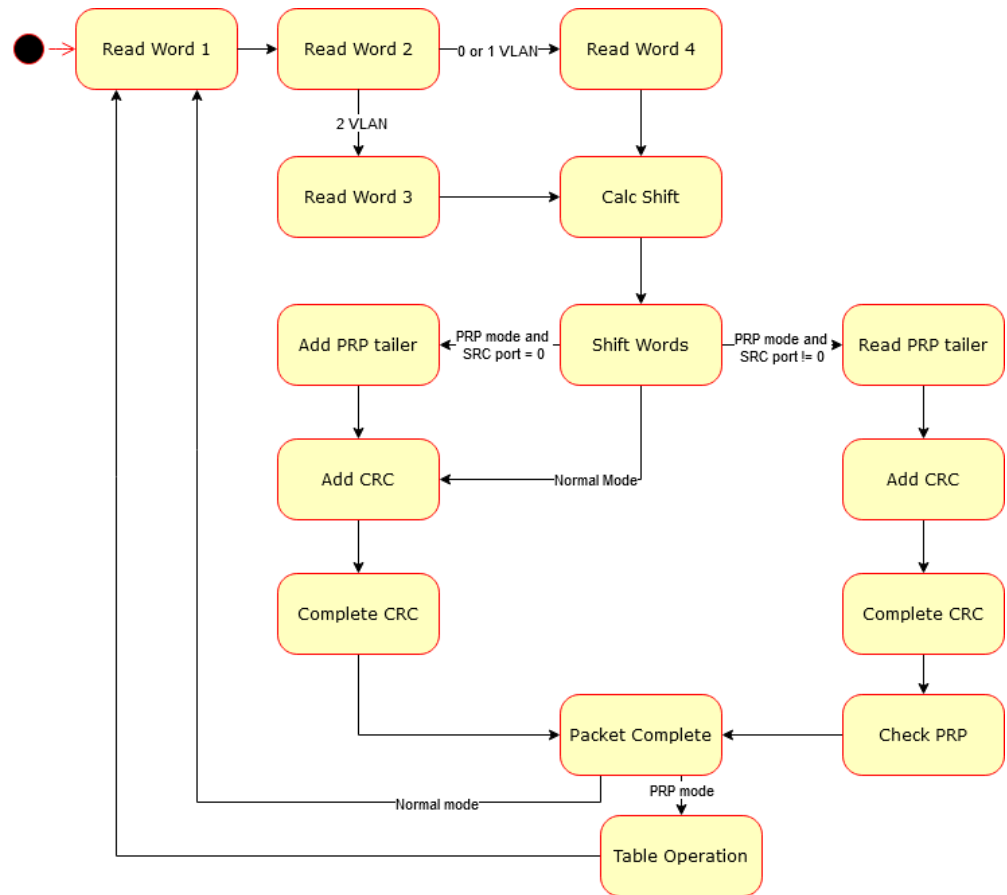 Read Word 1
Read Word 2
0 or 1 VLAN
Read Word 4
2 VLAN
Read Word 3
Calc Shift
Add PRP tailer
PRP mode and
SRC port = 0
Shift Words
PRP mode and
SRC port != 0
Read PRP tailer
Add CRC
Normal Mode
Add CRC
Complete CRC
Complete CRC
Packet Complete
Check PRP
Normal mode
PRP mode
Table Operation